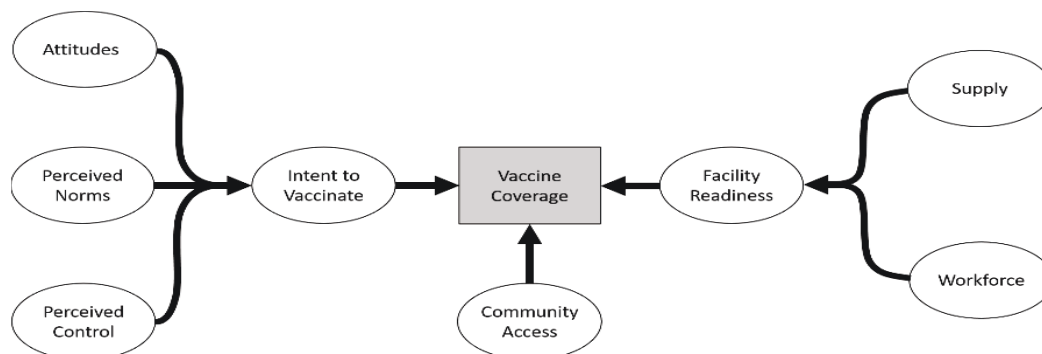 Attitudes
Supply
Perceived
Norms
Intent to
Vaccinate
Vaccine
Coverage
Facility
Readiness
Perceived
Control
Community
Access
Workforce